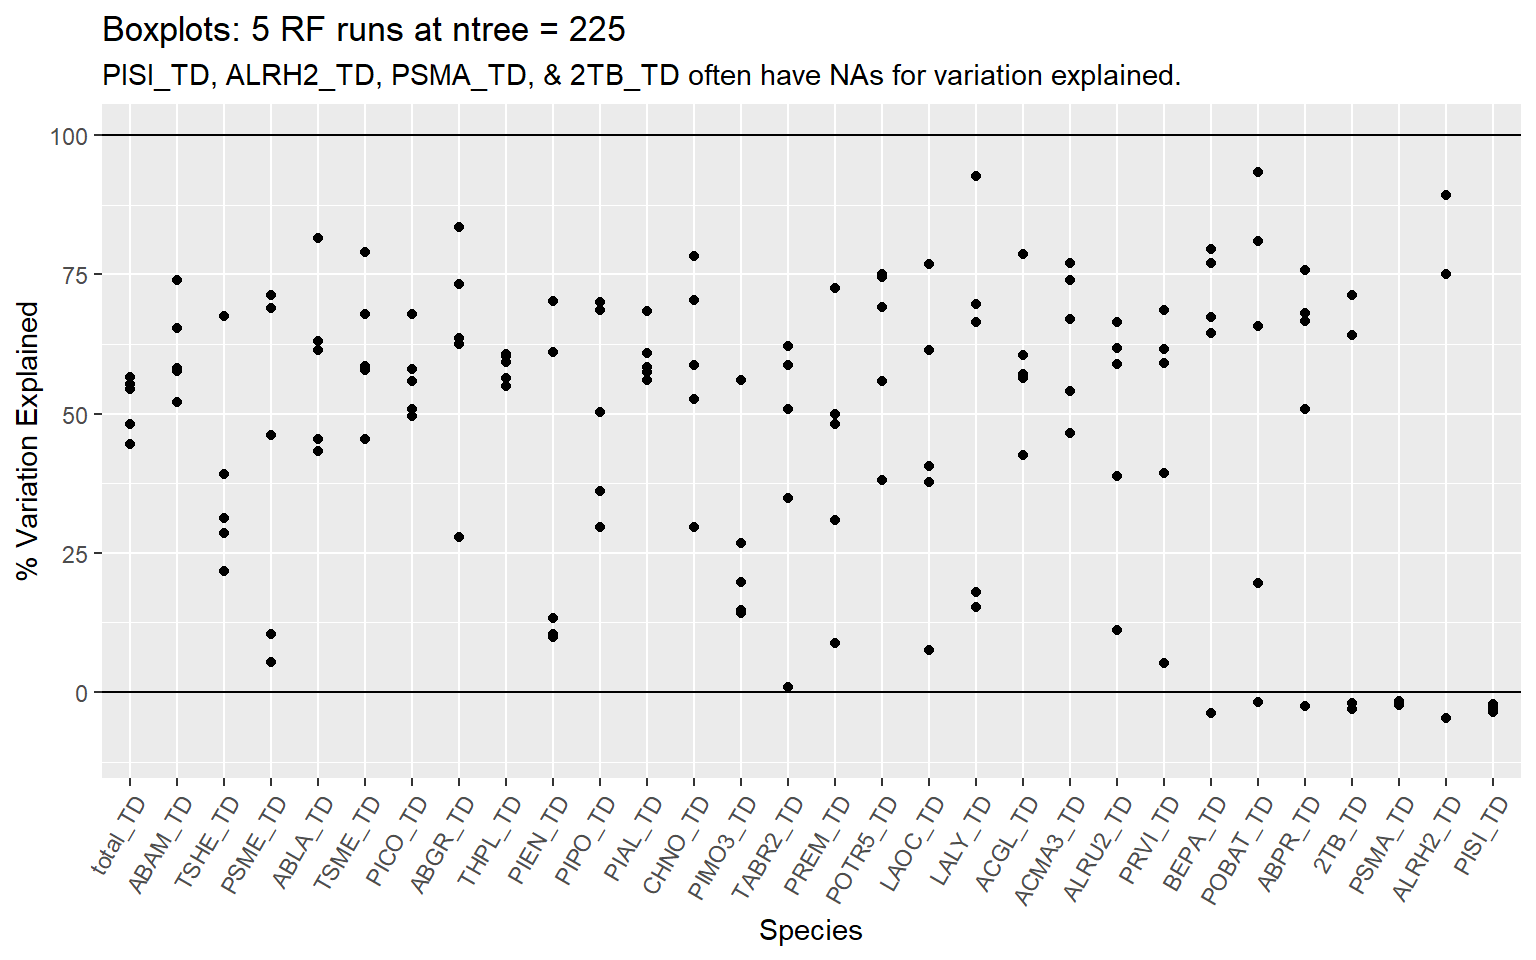 Boxplots: 5 RF runs at ntree = 225
PISI_TD, ALRH2_TD, PSMA_TD, & 2TB_TD often have NAs for variation explained.
% Variation Explained
100
75
50
25
0
total_TD
ABAM_TD
TSHE_TD
PSME_TD
ABLA_TD
TSME_TD
PICO_TD
ABGR_TD
THPL_TD
PIEN_TD
PIPO_TD
PIAL_TD
CHNO_TD
PIMO3_TD
TABR2_TD
PREM_TD
POTR5_TD
LAOC_TD
LALY_TD
ACGL_TD
ACMA3_TD
ALRU2_TD
PRVI_TD
BEPA_TD
POBAT_TD
ABPR_TD
2TB_TD
PSMA_TD
ALRH2_TD
PISI_TD
Species